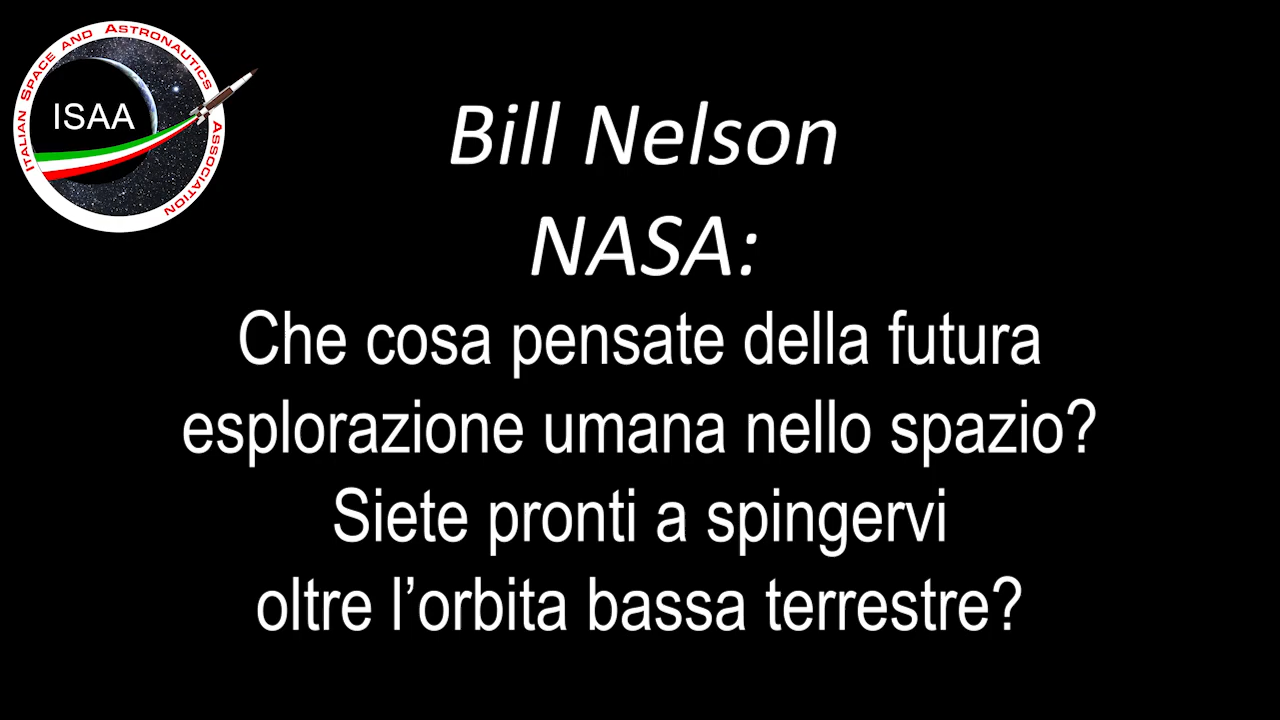 ITALIAN SPACE AND ASTRONAUTICS ASSOCIATION
ISAA
Bill Nelson
NASA:
Che cosa pensate della futura
esplorazione umana nello spazio?
Siete pronti a spingervi
oltre l’orbita bassa terrestre?